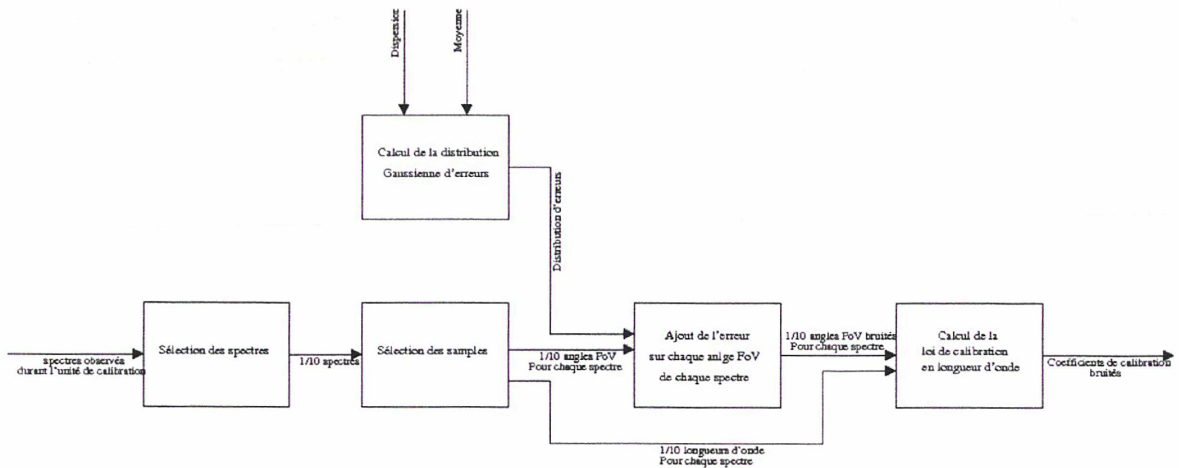 Dispersion
Moyenne
Calcul de la distribution
Gaussienne d'erreurs
Distribution d'erreurs
spectres observés
durant l'unité de calibration
Sélection des spectres
1/10 spectres
Sélection des samples
1/10 angles FoV
Pour chaque spectre
Ajout de l'erreur
sur chaque anlge FoV
de chaque spectre
1/10 angles FoV bruités
Pour chaque spectre
Calcul de la
loi de calibration
en longueur d'onde
Coefficients de calibration
bruités
1/10 longueurs d'onde
Pour chaque spectre